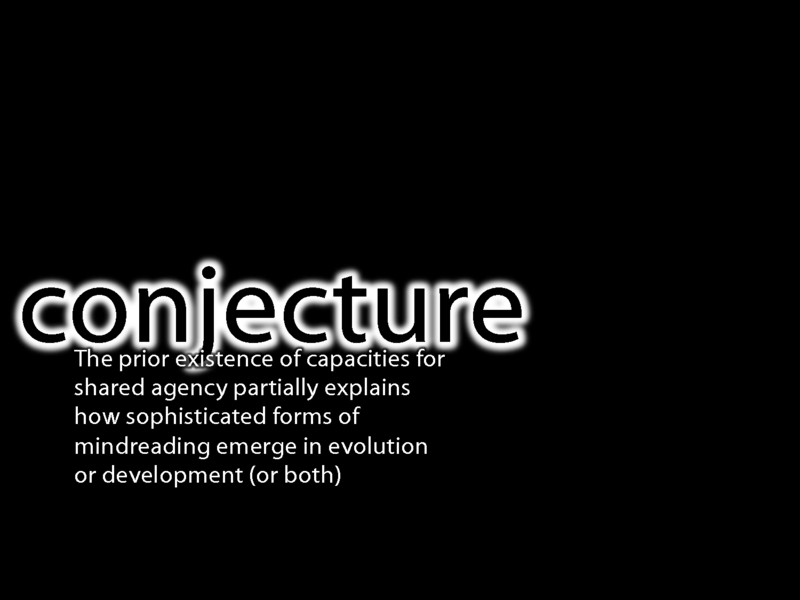 conjecture
The prior existence of capacities for
shared agency partially explains
how sophisticated forms of
mindreading emerge in evolution
or development (or both)